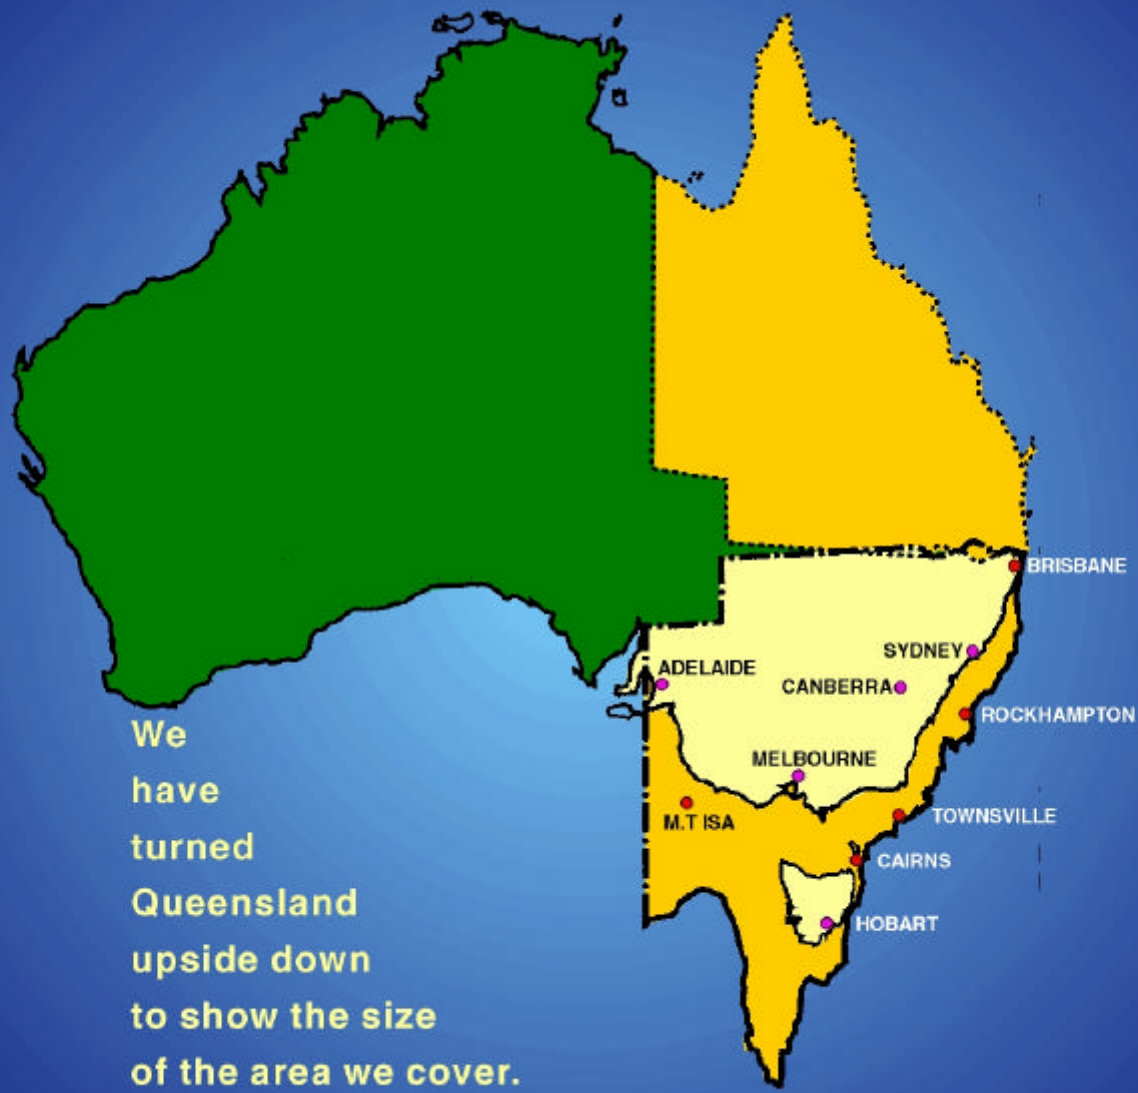 BRISBANE
SYDNEY
ADELAIDE
CANBERRA
ROCKHAMPTON
MELBOURNE
M.T ISA
TOWNSVILLE
CAIRNS
HOBART
We
have
turned
Queensland
upside down
to show the size
of the area we cover.